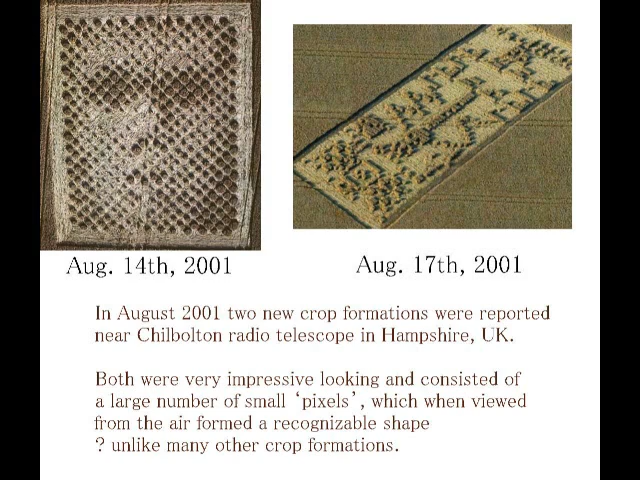 Aug. 14th, 2001
Aug. 17th, 2001
In August 2001 two new crop formations were reported
near Chilbolton radio telescope in Hampshire, UK.
Both were very impressive looking and consisted of
a large number of small ‘pixels’, which when viewed
from the air formed a recognizable shape
? unlike many other crop formations.